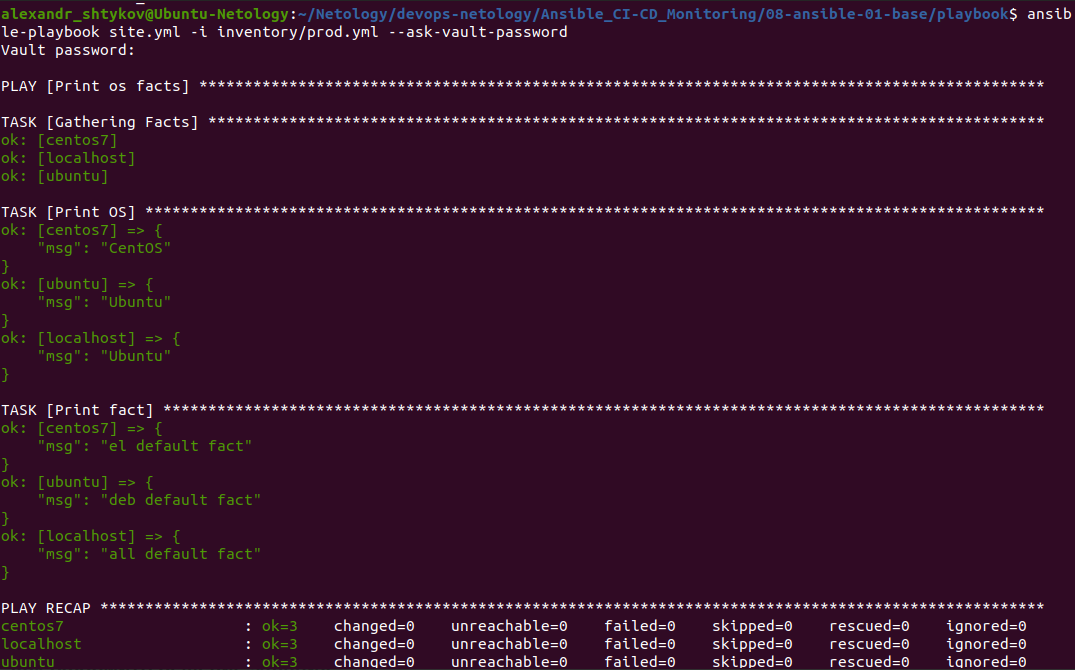 alexandr_shtykov@Ubuntu-Netology:~/Netology/devops-netology/Ansible_CI-CD_Monitoring/08-ansible-01-base/playbook$ ansib
le-playbook site.yml -i inventory/prod.yml --ask-vault-password
Vault password:
PLAY [Print os facts] **********************************************************************************************
TASK [Gathering Facts] *********************************************************************************************
ok: [centos7]
ok: [localhost]
ok: [ubuntu]
TASK [Print OS] ****************************************************************************************************
ok: [centos7] => {
    "msg": "CentOS"
}
ok: [ubuntu] => {
    "msg": "Ubuntu"
}
ok: [localhost] => {
    "msg": "Ubuntu"
}
TASK [Print fact] **************************************************************************************************
ok: [centos7] => {
    "msg": "el default fact"
}
ok: [ubuntu] => {
    "msg": "deb default fact"
}
ok: [localhost] => {
    "msg": "all default fact"
}
PLAY RECAP *********************************************************************************************************
centos7                    : ok=3    changed=0    unreachable=0    failed=0    skipped=0    rescued=0    ignored=0
localhost                  : ok=3    changed=0    unreachable=0    failed=0    skipped=0    rescued=0    ignored=0
ubuntu                     : ok=3    changed=0    unreachable=0    failed=0    skipped=0    rescued=0    ignored=0